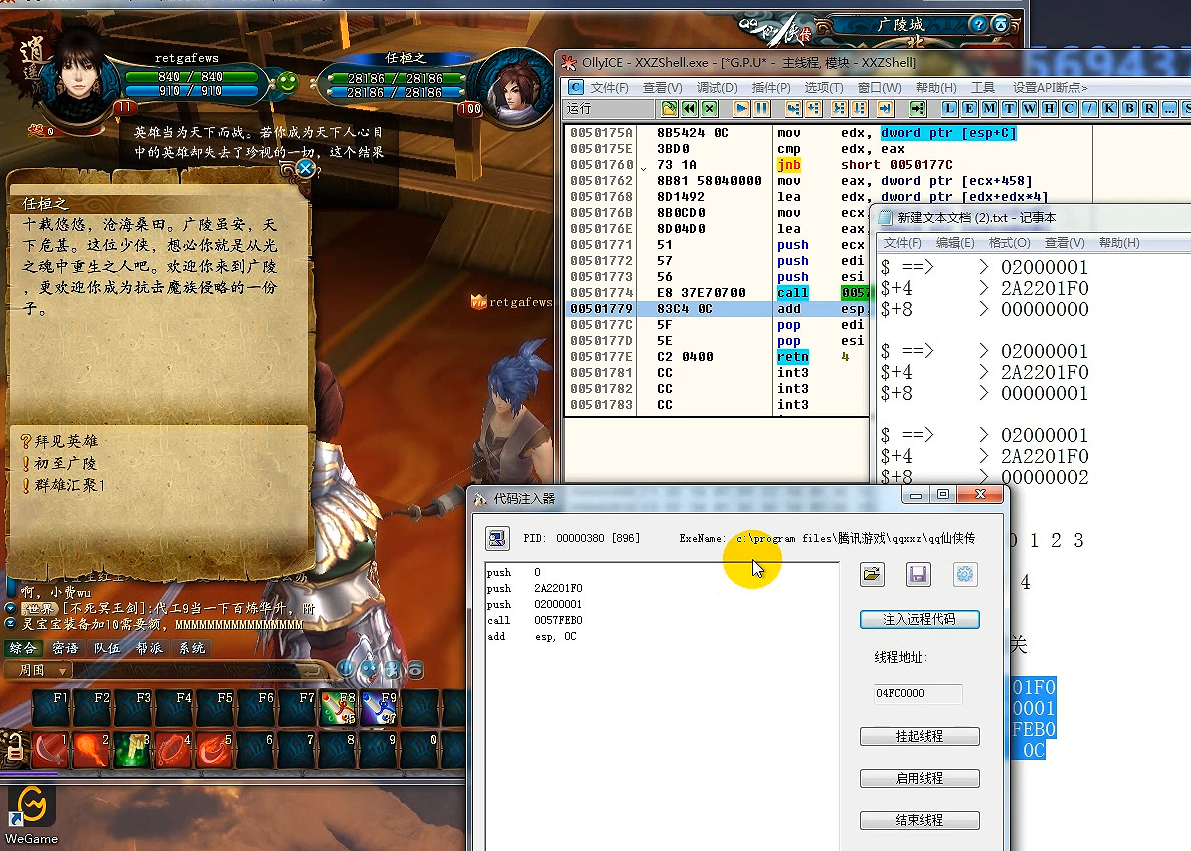 广陵城
逍遥派
retgafews
840 / 840
910 / 910
11
任桓之
28186 / 28186
28186 / 28186
100
英雄当为天下而战。若你成为天下人心目
中的英雄却失去了珍视的一切，这个结果
任桓之
十载悠悠，沧海桑田。广陵虽安，天
下危甚。这位少侠，想必你就是从光
之魂中重生之人吧。欢迎你来到广陵
，更欢迎你成为抗击魔族侵略的一份
子。
拜见英雄
初至广陵
群雄汇聚1
retgafews
啊，小费wu
世界 [不死冥王剑]:代工9当一下百炼华升，附
灵宝宝装备加10需要额，MMMMMMMMMMMMMMMM
综合 密语 队伍 帮派 系统
周围
F1 F2 F3 F4 F5 F6 F7 F8 F9
1 2 3 4 5 6 7 8 9 0
WeGame
569437
OllyICE - XXZShell.exe - [*G.P.U* - 主线程, 模块 - XXZShell]
C 文件(F) 查看(V) 调试(D) 插件(P) 选项(T) 窗口(W) 帮助(H) 工具 设置API断点>
运行 L E M T W H C / K B R ... S
0050175A 8B5424 0C mov edx, dword ptr [esp+C]
0050175E 3BD0 cmp edx, eax
00501760 73 1A jnb short 0050177C
00501762 8B81 58040000 mov eax, dword ptr [ecx+458]
00501768 8D1492 lea edx, dword ptr [edx+edx*4]
0050176B 8B0CD0 mov ecx
0050176E 8D04D0 lea eax
00501771 51 push ecx
00501772 57 push edi
00501773 56 push esi
00501774 E8 37E70700 call 0057
00501779 83C4 0C add esp,
0050177C 5F pop edi
0050177D 5E pop esi
0050177E C2 0400 retn 4
00501781 CC int3
00501782 CC int3
00501783 CC int3
新建文本文档 (2).txt - 记事本
文件(F) 编辑(E) 格式(O) 查看(V) 帮助(H)
$ ==> > 02000001
$+4 > 2A2201F0
$+8 > 00000000
$ ==> > 02000001
$+4 > 2A2201F0
$+8 > 00000001
$ ==> > 02000001
$+4 > 2A2201F0
$+8 > 00000002
0 1 2 3
4
关
01F0
0001
FEB0
0C
代码注入器
PID: 00000380 [896] ExeName: c:\program files\腾讯游戏\qqxxz\qq仙侠传
push 0
push 2A2201F0
push 02000001
call 0057FEB0
add esp, 0C
注入远程代码
线程地址:
04FC0000
挂起线程
启用线程
结束线程